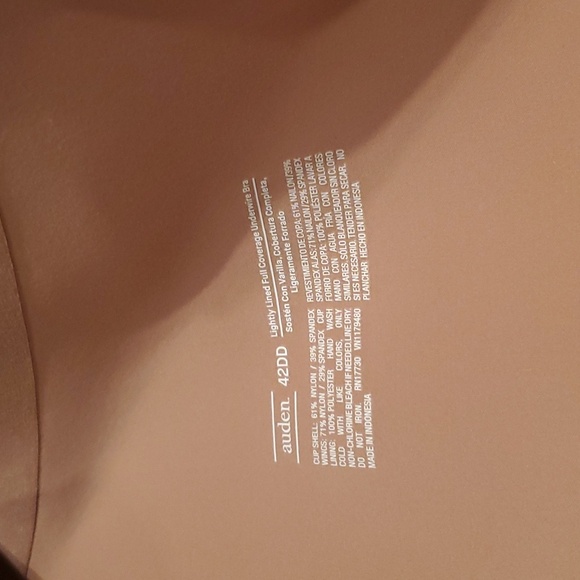 auden.
42DD
Lightly Lined Full Coverage Underwire Bra
Sostén Con Varilla, Cobertura Completa,
Ligeramente Forrado
CUP SHELL: 61% NYLON / 39% SPANDEX
WINGS: 71% NYLON / 29% SPANDEX CUP
LINING: 100% POLYESTER HAND WASH
COLD WITH LIKE COLORS, ONLY
NON-CHLORINE BLEACH IF NEEDED. LINE DRY.
DO NOT IRON. RN17730 VN1179480
MADE IN INDONESIA
REVESTIMIENTO DE COPA: 61% NAILON / 39%
SPANDEX ALAS: 71% NAILON / 29% SPANDEX
FORRO DE COPA: 100% POLIÉSTER LAVAR A
MANO CON AGUA FRÍA CON COLORES
SIMILARES. SÓLO BLANQUEADOR SIN CLORO
SI ES NECESARIO. TENDER PARA SECAR. NO
PLANCHAR HECHO EN INDONESIA